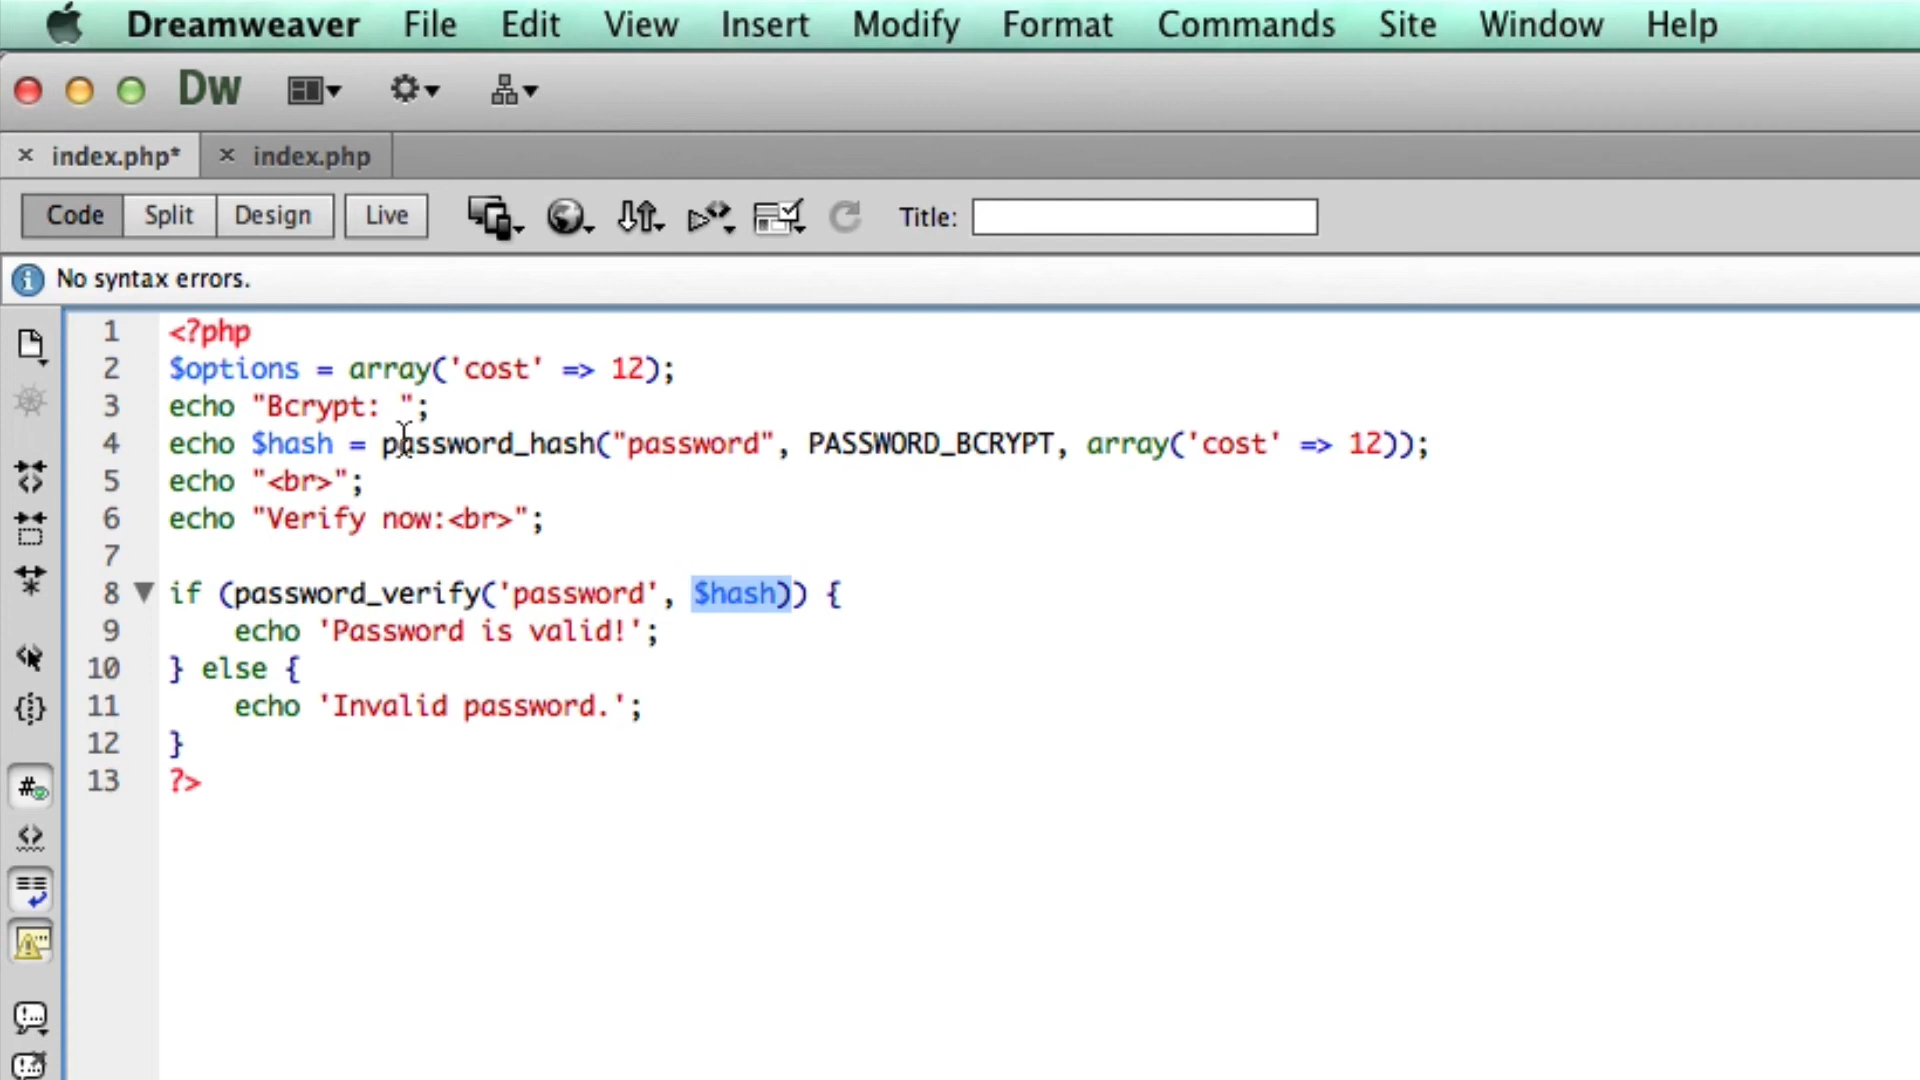 Dreamweaver File Edit View Insert Modify Format Commands Site Window Help
Dw
index.php* index.php
Code Split Design Live Title:
No syntax errors.
1 <?php
2 $options = array('cost' => 12);
3 echo "Bcrypt: ";
4 echo $hash = password_hash("password", PASSWORD_BCRYPT, array('cost' => 12));
5 echo "<br>";
6 echo "Verify now:<br>";
7
8 if (password_verify('password', $hash)) {
9     echo 'Password is valid!';
10 } else {
11     echo 'Invalid password.';
12 }
13 ?>